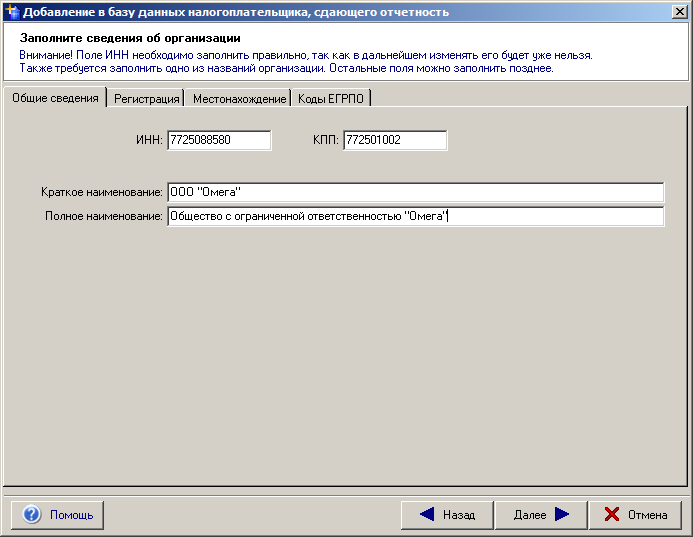 Добавление в базу данных налогоплательщика, сдающего отчетность
Заполните сведения об организации
Внимание! Поле ИНН необходимо заполнить правильно, так как в дальнейшем изменять его будет уже нельзя.
Также требуется заполнить одно из названий организации. Остальные поля можно заполнить позднее.
Общие сведения Регистрация Местонахождение Коды ЕГРПО
ИНН: 7725088580 КПП: 772501002
Краткое наименование: ООО "Омега"
Полное наименование: Общество с ограниченной ответственностью "Омега"
Помощь Назад Далее Отмена